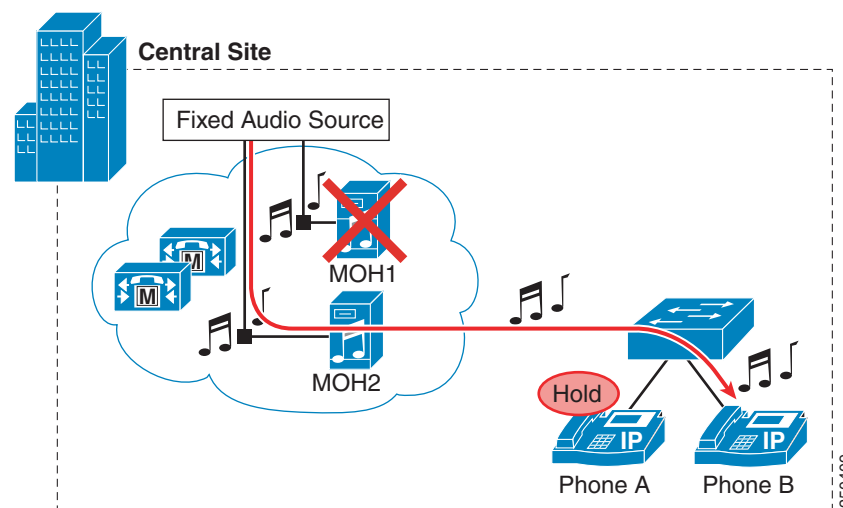 Central Site
Fixed Audio Source
M
M
MOH1
MOH2
Hold
IP
IP
Phone A
Phone B